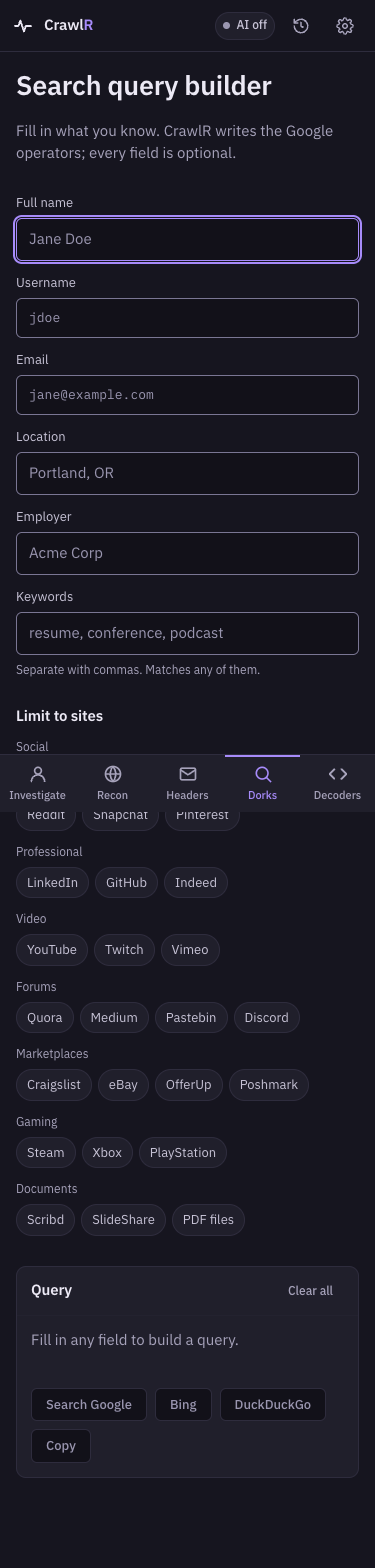 CrawlR
AI off
Search query builder
Fill in what you know. CrawlR writes the Google
operators; every field is optional.
Full name
Jane Doe
Username
jdoe
Email
jane@example.com
Location
Portland, OR
Employer
Acme Corp
Keywords
resume, conference, podcast
Separate with commas. Matches any of them.
Limit to sites
Social
Investigate Recon Headers Dorks Decoders
Reddit Snapchat Pinterest
Professional
LinkedIn GitHub Indeed
Video
YouTube Twitch Vimeo
Forums
Quora Medium Pastebin Discord
Marketplaces
Craigslist eBay OfferUp Poshmark
Gaming
Steam Xbox PlayStation
Documents
Scribd SlideShare PDF files
Query Clear all
Fill in any field to build a query.
Search Google Bing DuckDuckGo
Copy